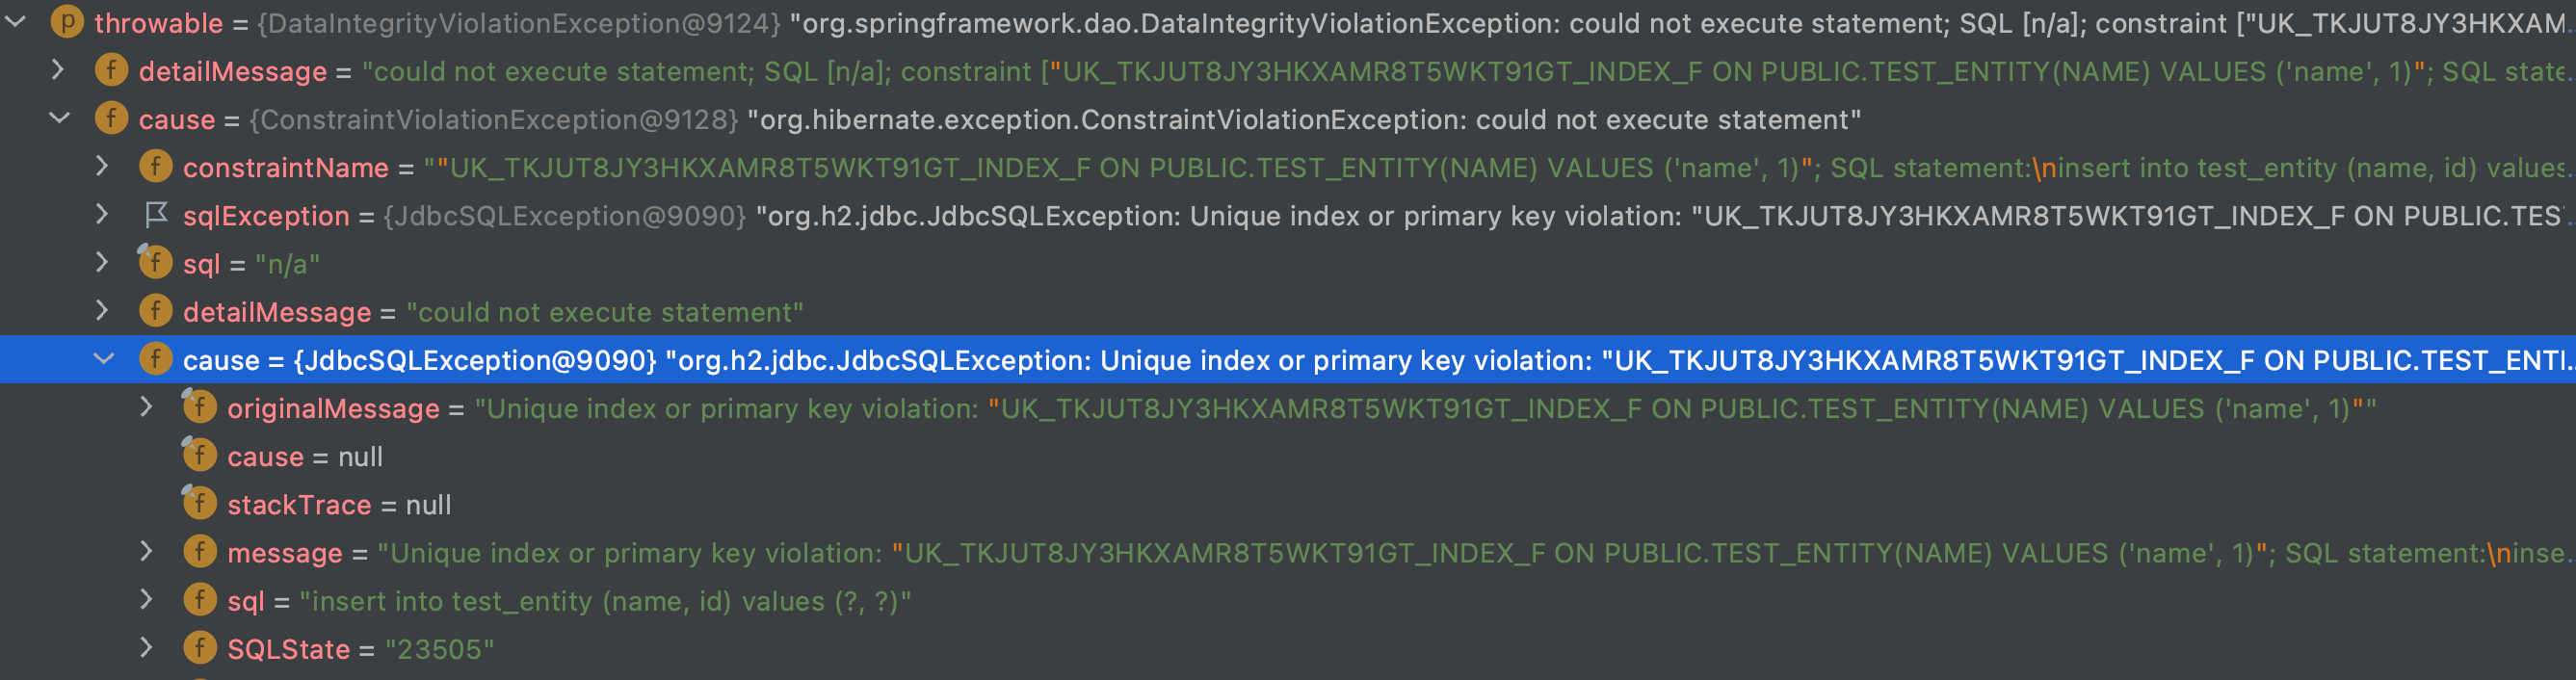 p throwable = {DataIntegrityViolationException@9124} "org.springframework.dao.DataIntegrityViolationException: could not execute statement; SQL [n/a]; constraint ["UK_TKJUT8JY3HKXAM...
f detailMessage = "could not execute statement; SQL [n/a]; constraint ["UK_TKJUT8JY3HKXAMR8T5WKT91GT_INDEX_F ON PUBLIC.TEST_ENTITY(NAME) VALUES ('name', 1)"; SQL state...
f cause = {ConstraintViolationException@9128} "org.hibernate.exception.ConstraintViolationException: could not execute statement"
f constraintName = ""UK_TKJUT8JY3HKXAMR8T5WKT91GT_INDEX_F ON PUBLIC.TEST_ENTITY(NAME) VALUES ('name', 1)"; SQL statement:\ninsert into test_entity (name, id) values...
sqlException = {JdbcSQLException@9090} "org.h2.jdbc.JdbcSQLException: Unique index or primary key violation: "UK_TKJUT8JY3HKXAMR8T5WKT91GT_INDEX_F ON PUBLIC.TES...
f sql = "n/a"
f detailMessage = "could not execute statement"
f cause = {JdbcSQLException@9090} "org.h2.jdbc.JdbcSQLException: Unique index or primary key violation: "UK_TKJUT8JY3HKXAMR8T5WKT91GT_INDEX_F ON PUBLIC.TEST_ENTI...
f originalMessage = "Unique index or primary key violation: "UK_TKJUT8JY3HKXAMR8T5WKT91GT_INDEX_F ON PUBLIC.TEST_ENTITY(NAME) VALUES ('name', 1)""
f cause = null
f stackTrace = null
f message = "Unique index or primary key violation: "UK_TKJUT8JY3HKXAMR8T5WKT91GT_INDEX_F ON PUBLIC.TEST_ENTITY(NAME) VALUES ('name', 1)"; SQL statement:\ninse...
f sql = "insert into test_entity (name, id) values (?, ?)"
f SQLState = "23505"